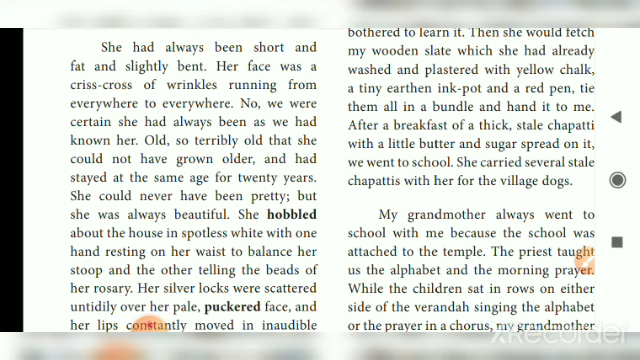 She had always been short and
fat and slightly bent. Her face was a
criss-cross of wrinkles running from
everywhere to everywhere. No, we were
certain she had always been as we had
known her. Old, so terribly old that she
could not have grown older, and had
stayed at the same age for twenty years.
She could never have been pretty; but
she was always beautiful. She hobbled
about the house in spotless white with one
hand resting on her waist to balance her
stoop and the other telling the beads of
her rosary. Her silver locks were scattered
untidily over her pale, puckered face, and
her lips constantly moved in inaudible
bothered to learn it. Then she would fetch
my wooden slate which she had already
washed and plastered with yellow chalk,
a tiny earthen ink-pot and a red pen, tie
them all in a bundle and hand it to me.
After a breakfast of a thick, stale chapatti
with a little butter and sugar spread on it,
we went to school. She carried several stale
chapattis with her for the village dogs.
My grandmother always went to
school with me because the school was
attached to the temple. The priest taught
us the alphabet and the morning prayer.
While the children sat in rows on either
side of the verandah singing the alphabet
or the prayer in a chorus, my grandmother
XRecorder